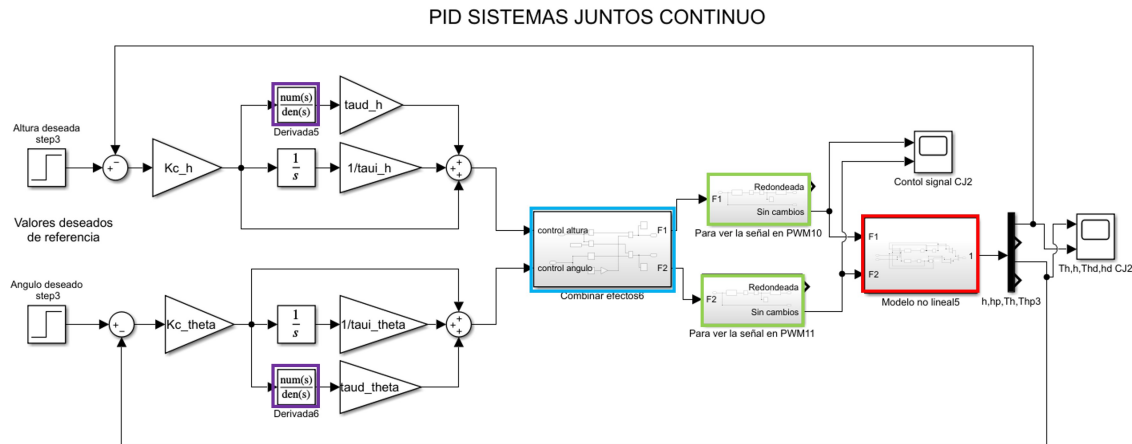 PID SISTEMAS JUNTOS CONTINUO
Altura deseada
step3
Kc_h
num(s)
den(s)
Derivada5
taud_h
1
s
1/taui_h
Valores deseados
de referencia
Angulo deseado
step3
Kc_theta
1
s
1/taui_theta
num(s)
den(s)
Derivada6
taud_theta
control altura
control angulo
F1
F2
Combinar efectos6
F1
Redondeada
Sin cambios
Para ver la señal en PWM10
F2
Redondeada
Sin cambios
Para ver la señal en PWM11
Contol signal CJ2
F1
F2
1
Modelo no lineal5
h,hp,Th,Thp3
Th,h,Thd,hd CJ2